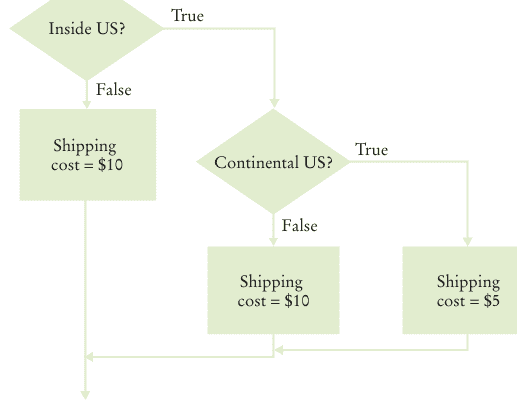 True
Inside US?
False
Shipping
cost = $10
True
Continental US?
False
Shipping
cost = $10
Shipping
cost = $5